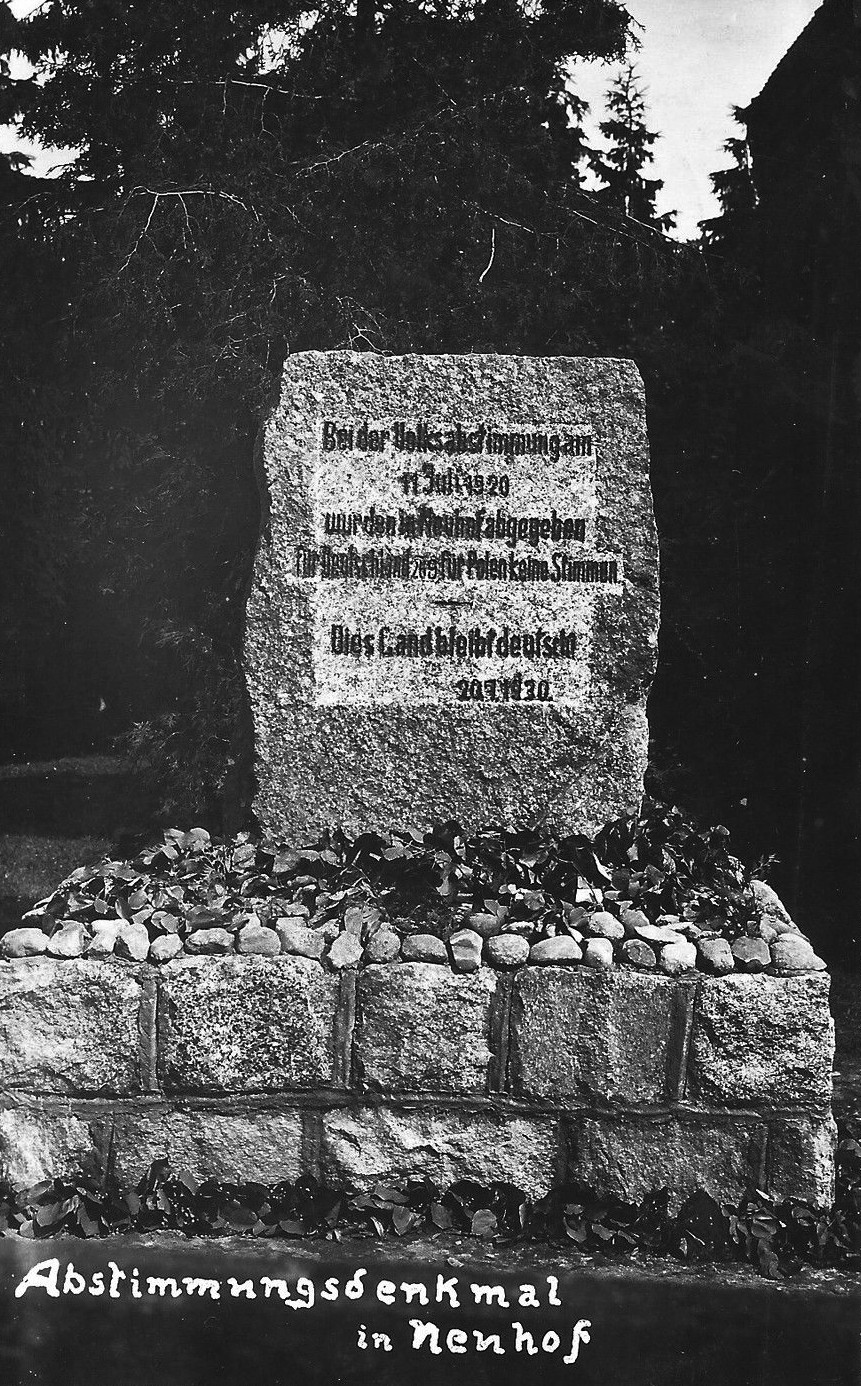 Bei der Volksabstimmung am
11. Juli 1920
wurden in Neuhof abgegeben
Für Deutschland 209 für Polen keine Stimmen
Dies Land bleibt deutsch
20.7.1930.
Abstimmungsdenkmal
in Neuhof